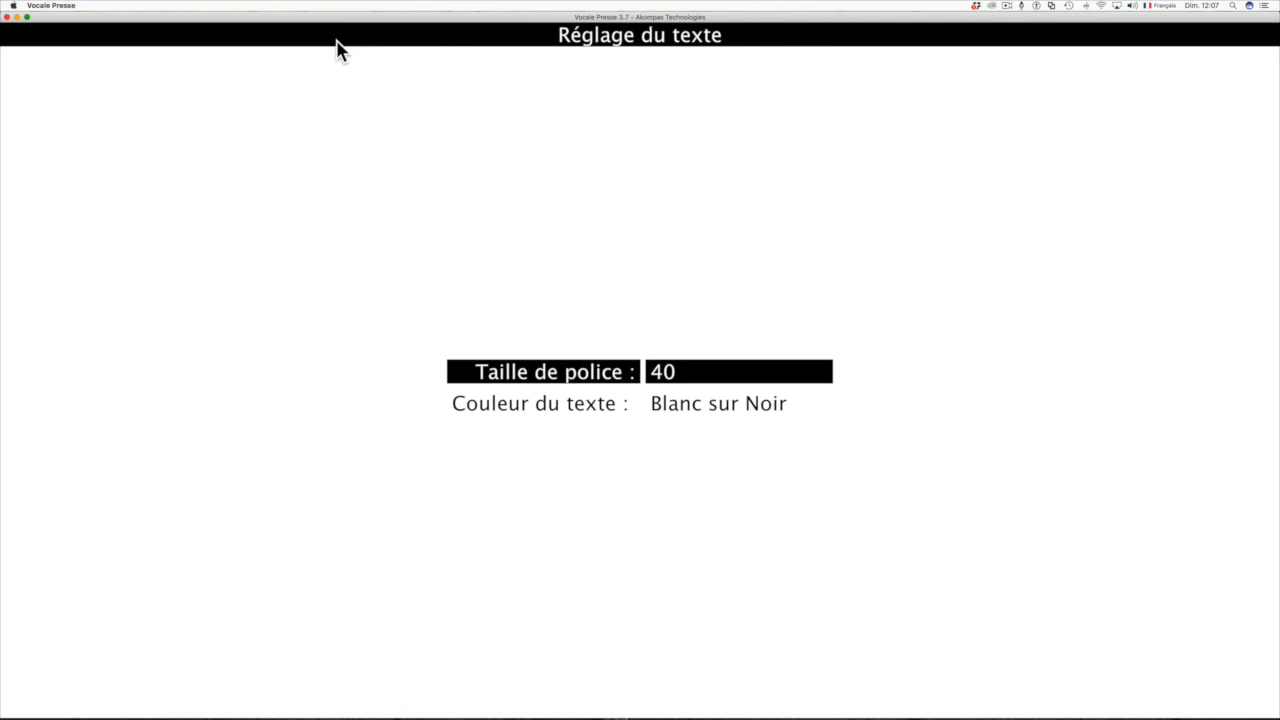 Vocale Presse
Français
Dim. 12:07
Vocale Presse 3.7 - Akompas Technologies
Réglage du texte
Taille de police : 40
Couleur du texte : Blanc sur Noir